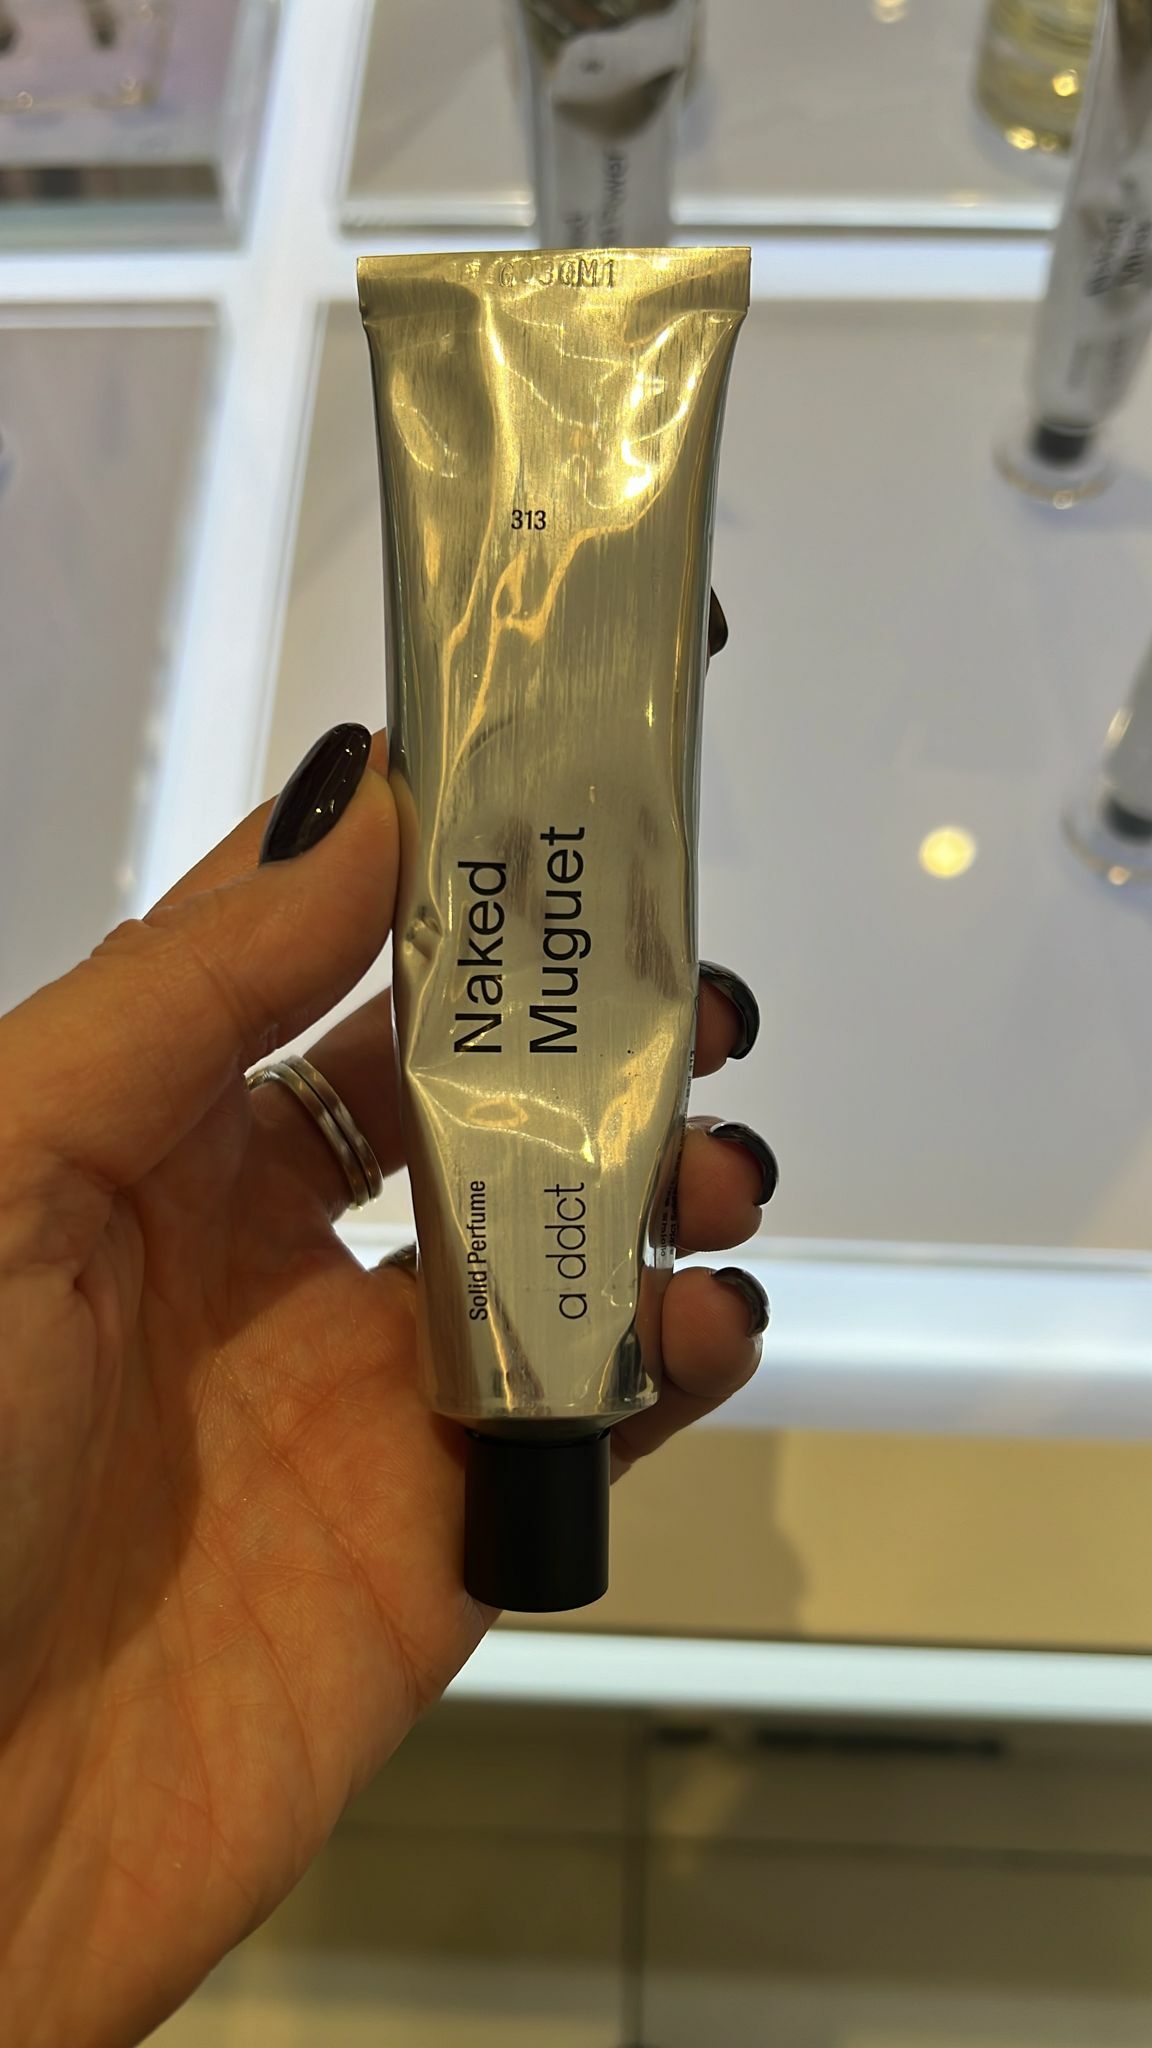 313
Naked
Muguet
Solid Perfume
a ddct